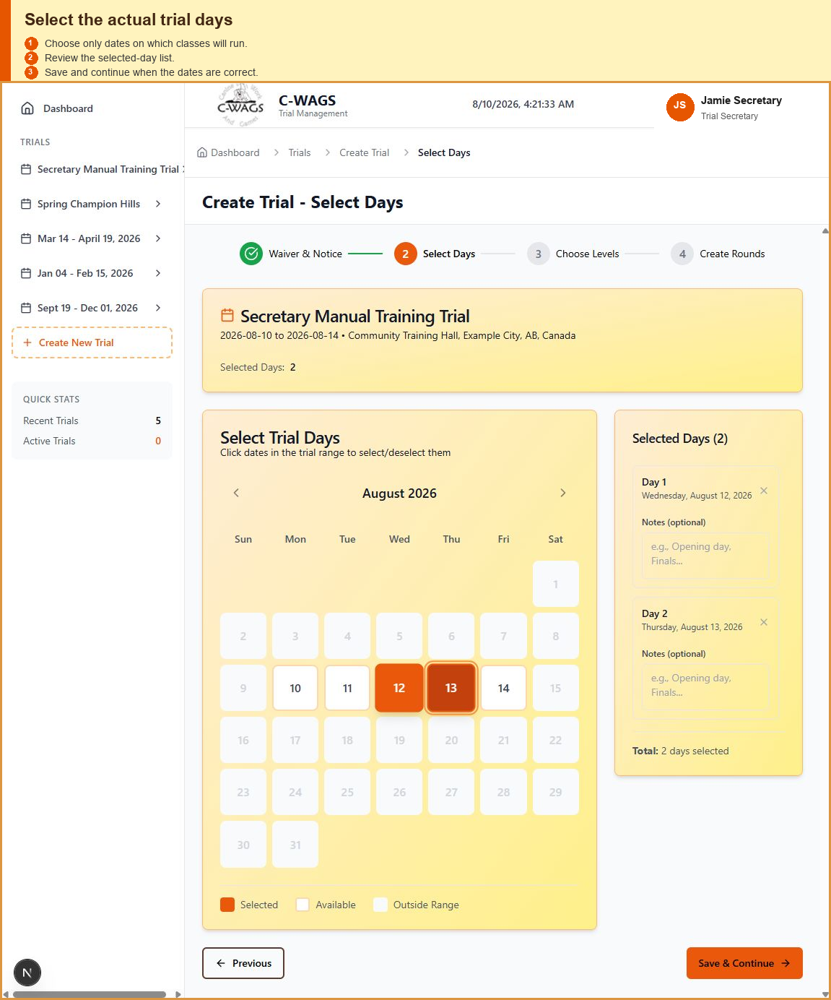 Select the actual trial days
1 Choose only dates on which classes will run.
2 Review the selected-day list.
3 Save and continue when the dates are correct.
Dashboard
TRIALS
Secretary Manual Training Trial
Spring Champion Hills
Mar 14 - April 19, 2026
Jan 04 - Feb 15, 2026
Sept 19 - Dec 01, 2026
+ Create New Trial
QUICK STATS
Recent Trials 5
Active Trials 0
N
C-WAGS
And Games
C-WAGS
Trial Management
8/10/2026, 4:21:33 AM
JS
Jamie Secretary
Trial Secretary
Dashboard > Trials > Create Trial > Select Days
Create Trial - Select Days
Waiver & Notice
2 Select Days
3 Choose Levels
4 Create Rounds
Secretary Manual Training Trial
2026-08-10 to 2026-08-14 • Community Training Hall, Example City, AB, Canada
Selected Days: 2
Select Trial Days
Click dates in the trial range to select/deselect them
August 2026
Sun Mon Tue Wed Thu Fri Sat
1
2 3 4 5 6 7 8
9 10 11 12 13 14 15
16 17 18 19 20 21 22
23 24 25 26 27 28 29
30 31
Selected Available Outside Range
Selected Days (2)
Day 1
Wednesday, August 12, 2026
Notes (optional)
e.g., Opening day,
Finals...
Day 2
Thursday, August 13, 2026
Notes (optional)
e.g., Opening day,
Finals...
Total: 2 days selected
← Previous
Save & Continue →